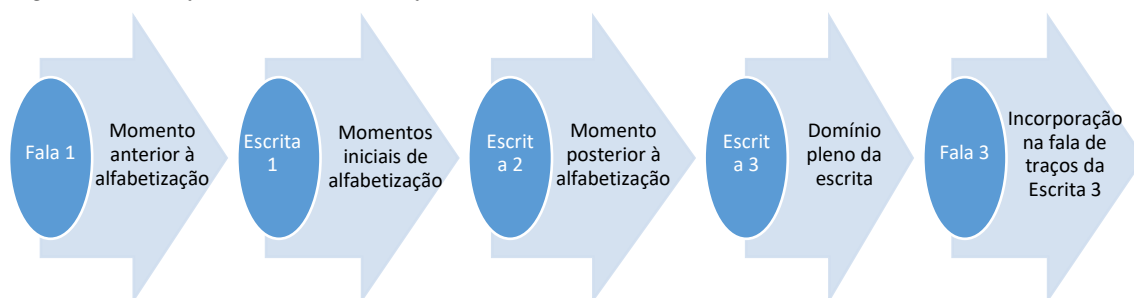 Fala 1
Momento
anterior à
alfabetização
Escrita
1
Momentos
iniciais de
alfabetização
Escrit
a 2
Momento
posterior à
alfabetização
Escrit
a 3
Domínio
pleno da
escrita
Fala 3
Incorporação
na fala de
traços da
Escrita 3